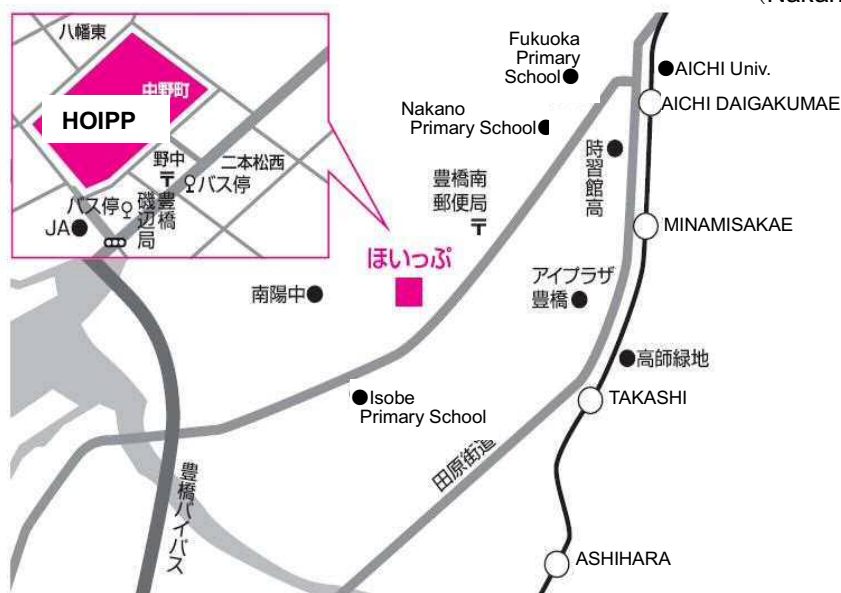 (Nakan
八幡東
中野町
HOIPP
野中
〒
二本松西
バス停
バス停
豊橋
磯辺局
JA
Fukuoka
Primary
School
AICHI Univ.
AICHI DAIGAKUMAE
Nakano
Primary School
時習館高
豊橋南
郵便局
〒
MINAMISAKAE
ほいっぷ
南陽中
アイプラザ
豊橋
高師緑地
Isobe
Primary School
TAKASHI
田原街道
豊橋バイパス
ASHIHARA